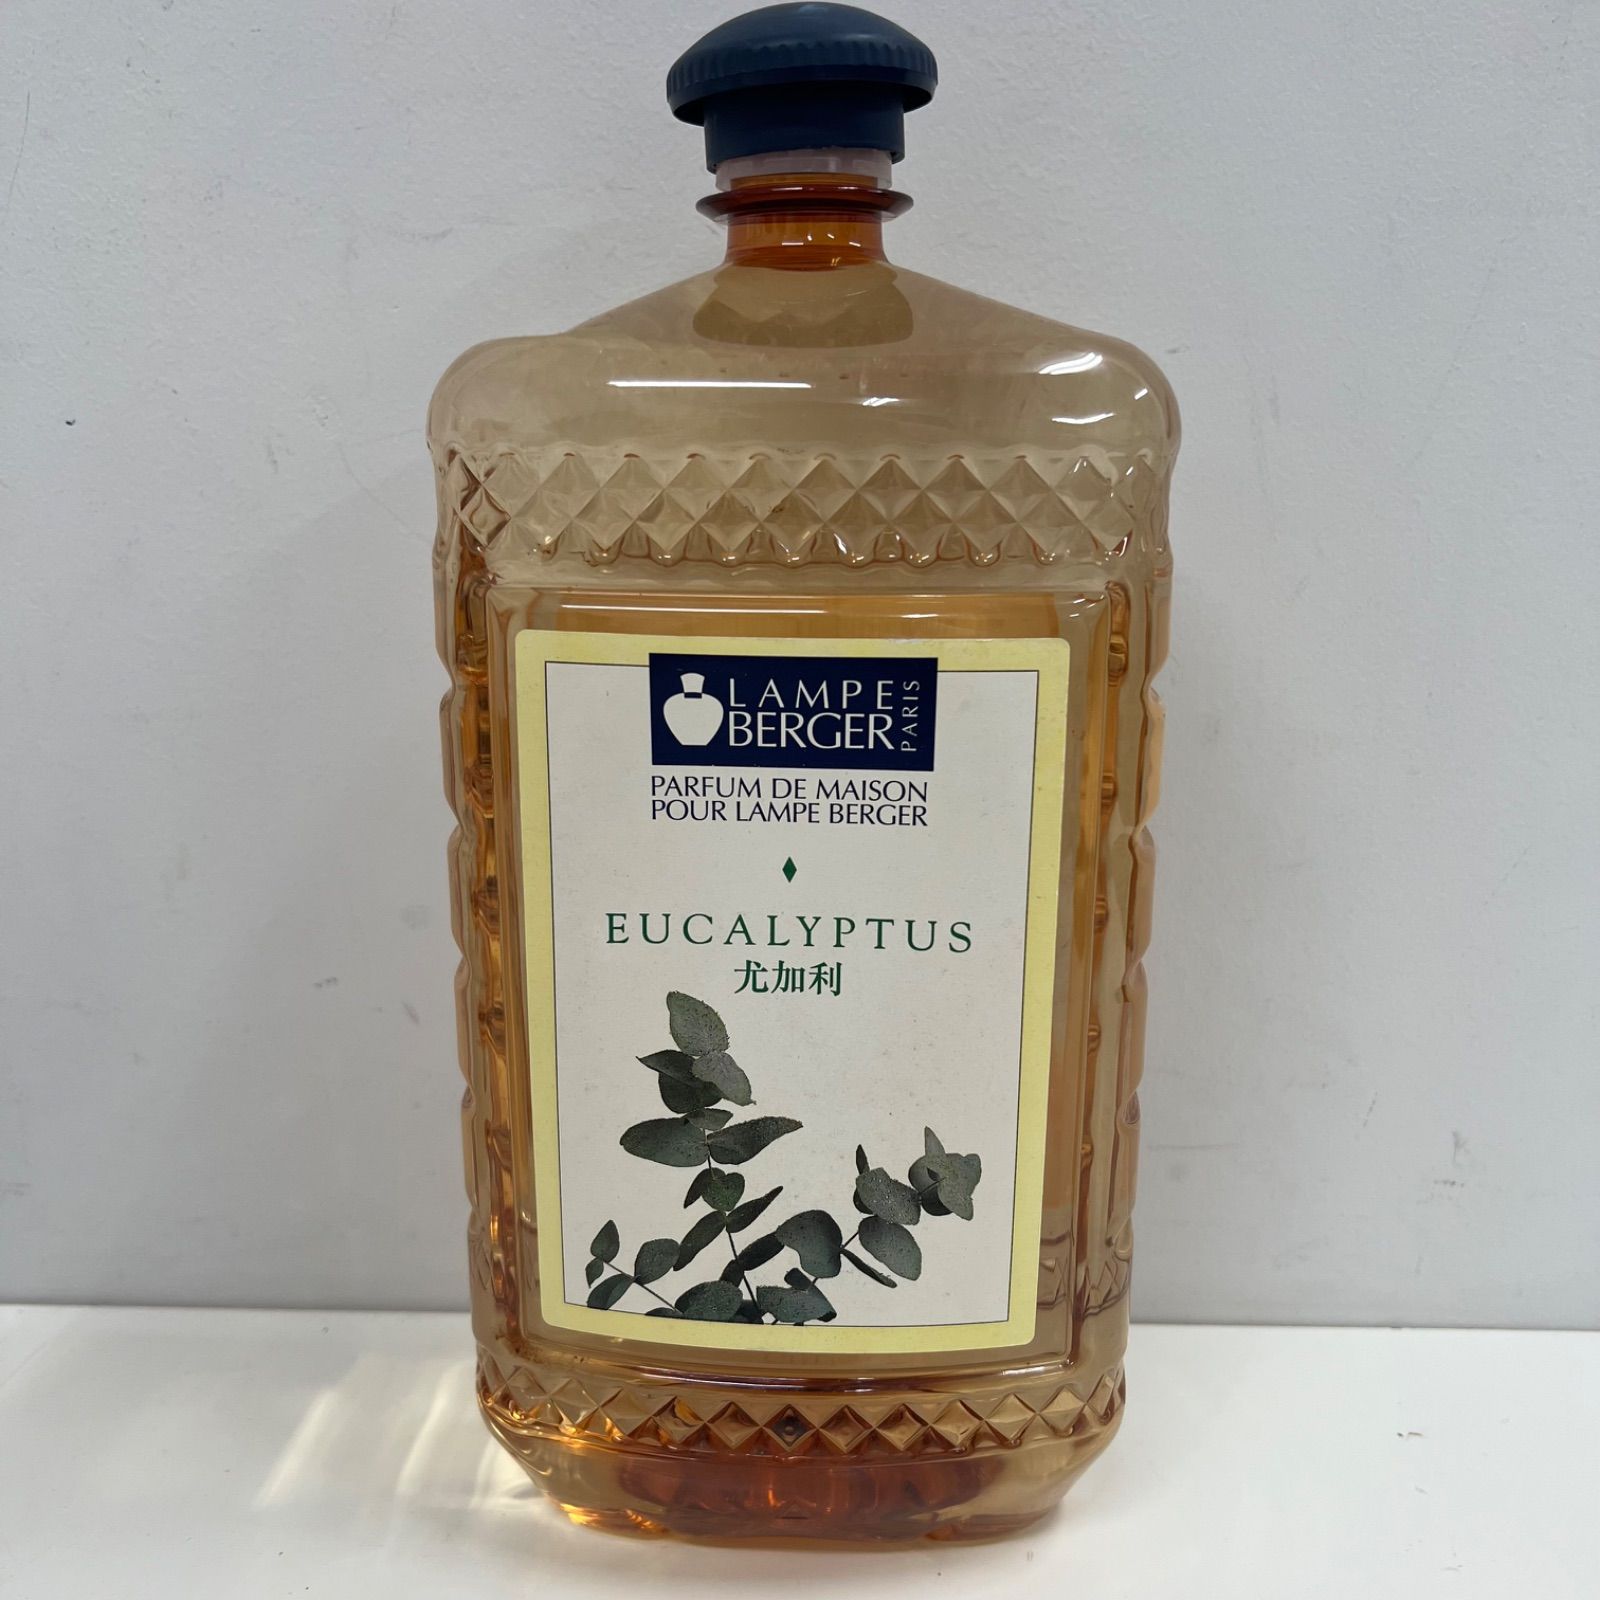 LAMPE
BERGER
PARIS
PARFUM DE MAISON
POUR LAMPE BERGER
EUCALYPTUS
尤加利